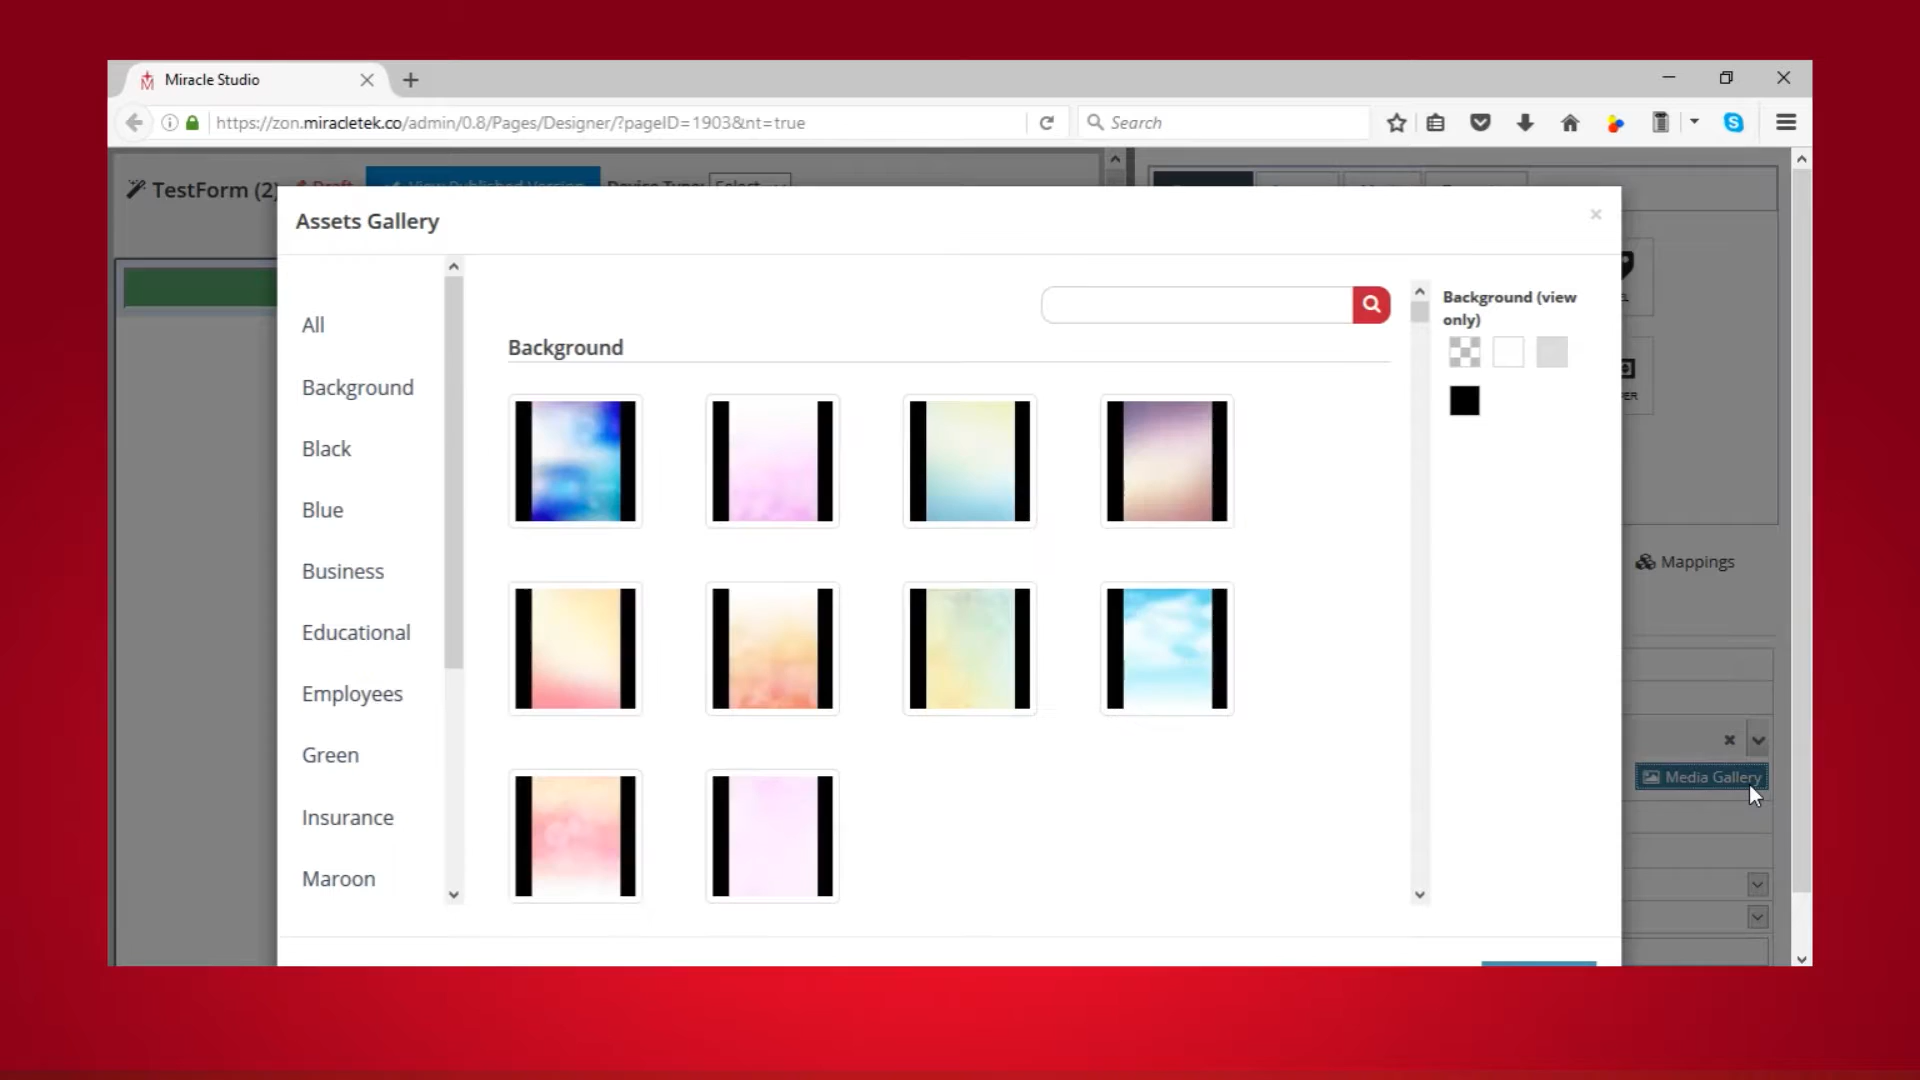 Miracle Studio
https://zon.miracletek.co/admin/0.8/Pages/Designer/?pageID=1903&nt=true
Search
TestForm (2)
Assets Gallery
All
Background
Black
Blue
Business
Educational
Employees
Green
Insurance
Maroon
Background
Background (view
only)
Mappings
Media Gallery